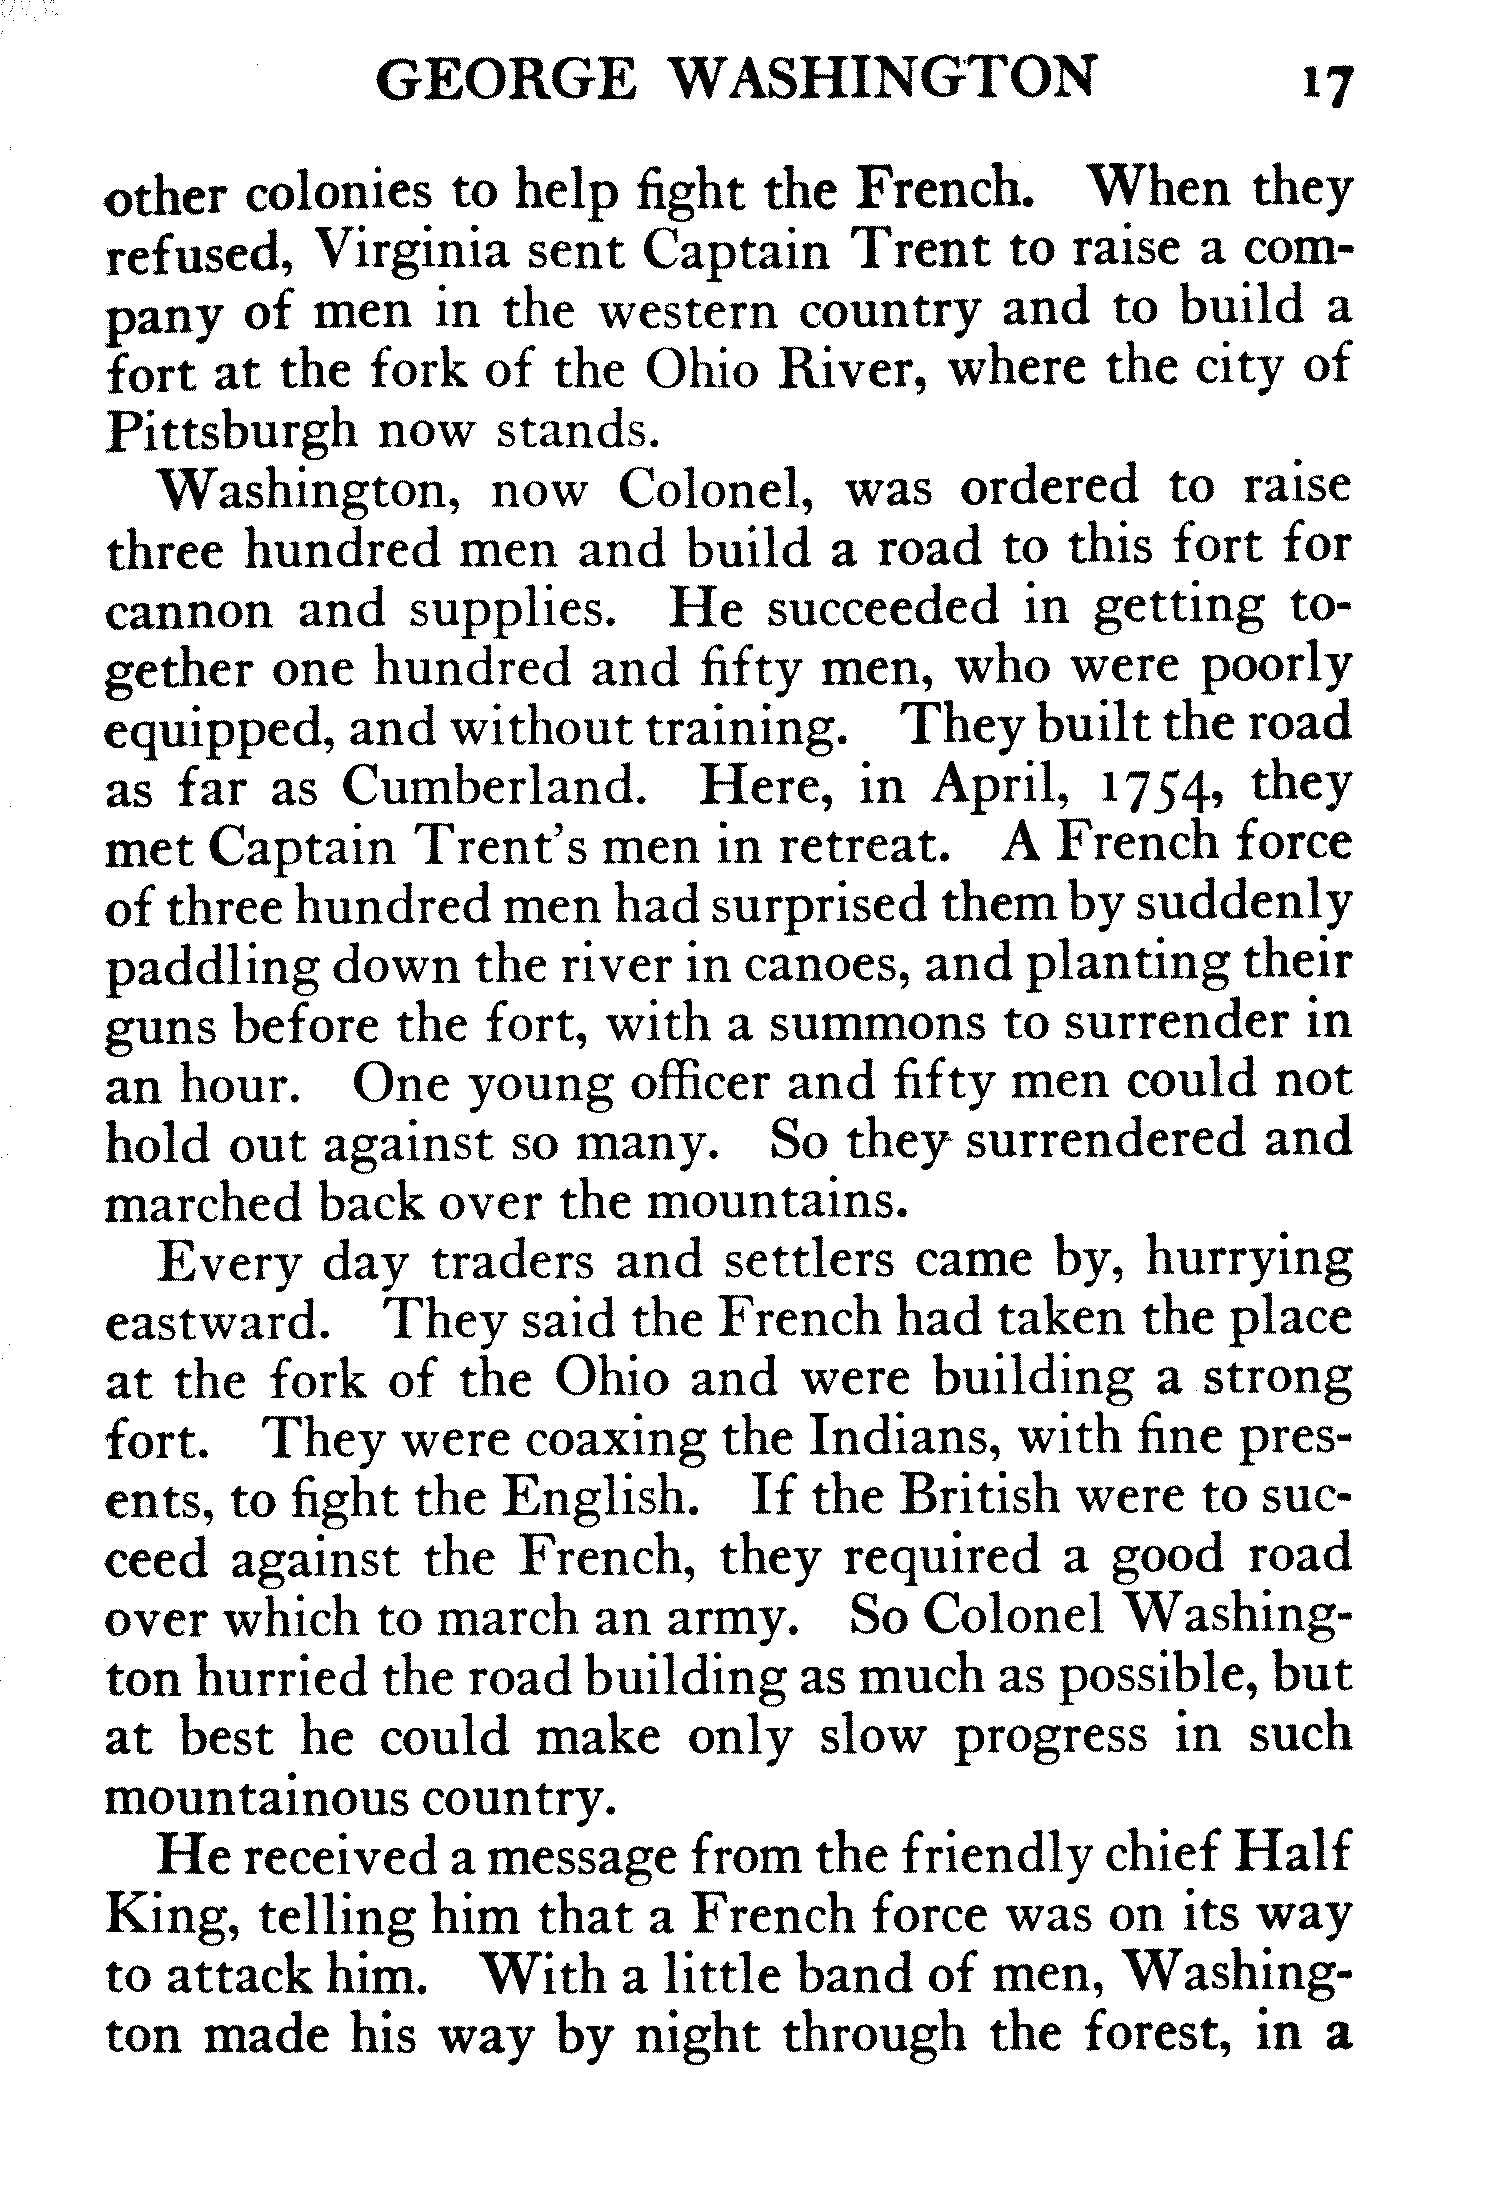 GEORGE WASHINGTON 17
other colonies to help fight the French. When they
refused, Virginia sent Captain Trent to raise a com-
pany of men in the western country and to build a
fort at the fork of the Ohio River, where the city of
Pittsburgh now stands.
Washington, now Colonel, was ordered to raise
three hundred men and build a road to this fort for
cannon and supplies. He succeeded in getting to-
gether one hundred and fifty men, who were poorly
equipped, and without training. They built the road
as far as Cumberland. Here, in April, 1754, they
met Captain Trent's men in retreat. A French force
of three hundred men had surprised them by suddenly
paddling down the river in canoes, and planting their
guns before the fort, with a summons to surrender in
an hour. One young officer and fifty men could not
hold out against so many. So they surrendered and
marched back over the mountains.
Every day traders and settlers came by, hurrying
eastward. They said the French had taken the place
at the fork of the Ohio and were building a strong
fort. They were coaxing the Indians, with fine pres-
ents, to fight the English. If the British were to suc-
ceed against the French, they required a good road
over which to march an army. So Colonel Washing-
ton hurried the road building as much as possible, but
at best he could make only slow progress in such
mountainous country.
He received a message from the friendly chief Half
King, telling him that a French force was on its way
to attack him. With a little band of men, Washing-
ton made his way by night through the forest, in a